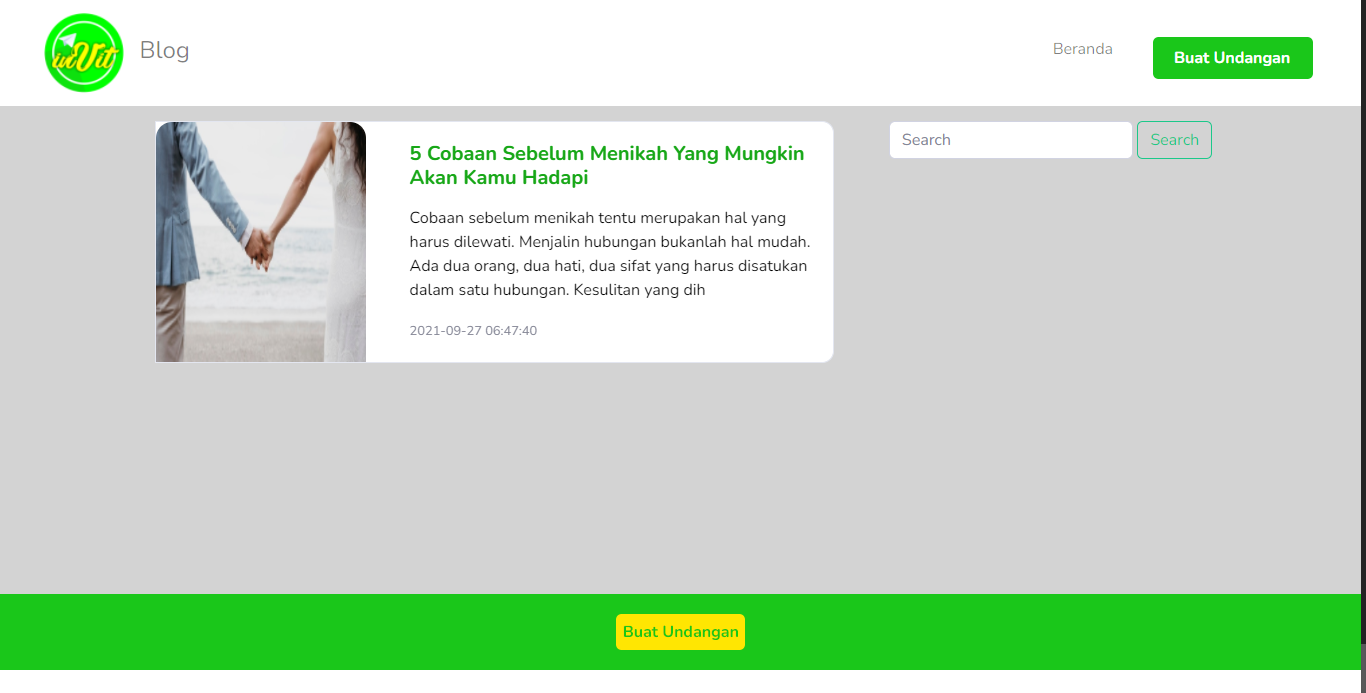 inVit
Blog
Beranda
Buat Undangan
5 Cobaan Sebelum Menikah Yang Mungkin
Akan Kamu Hadapi
Cobaan sebelum menikah tentu merupakan hal yang
harus dilewati. Menjalin hubungan bukanlah hal mudah.
Ada dua orang, dua hati, dua sifat yang harus disatukan
dalam satu hubungan. Kesulitan yang dih
2021-09-27 06:47:40
Search
Search
Buat Undangan